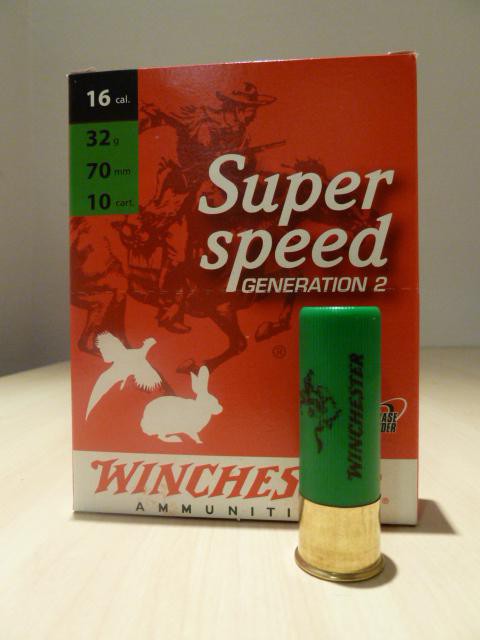 16 cal.
32 g
70 mm
10 cart.
Super
speed
GENERATION 2
®
WINCHES
AMMUNITI
®
WINCHESTER